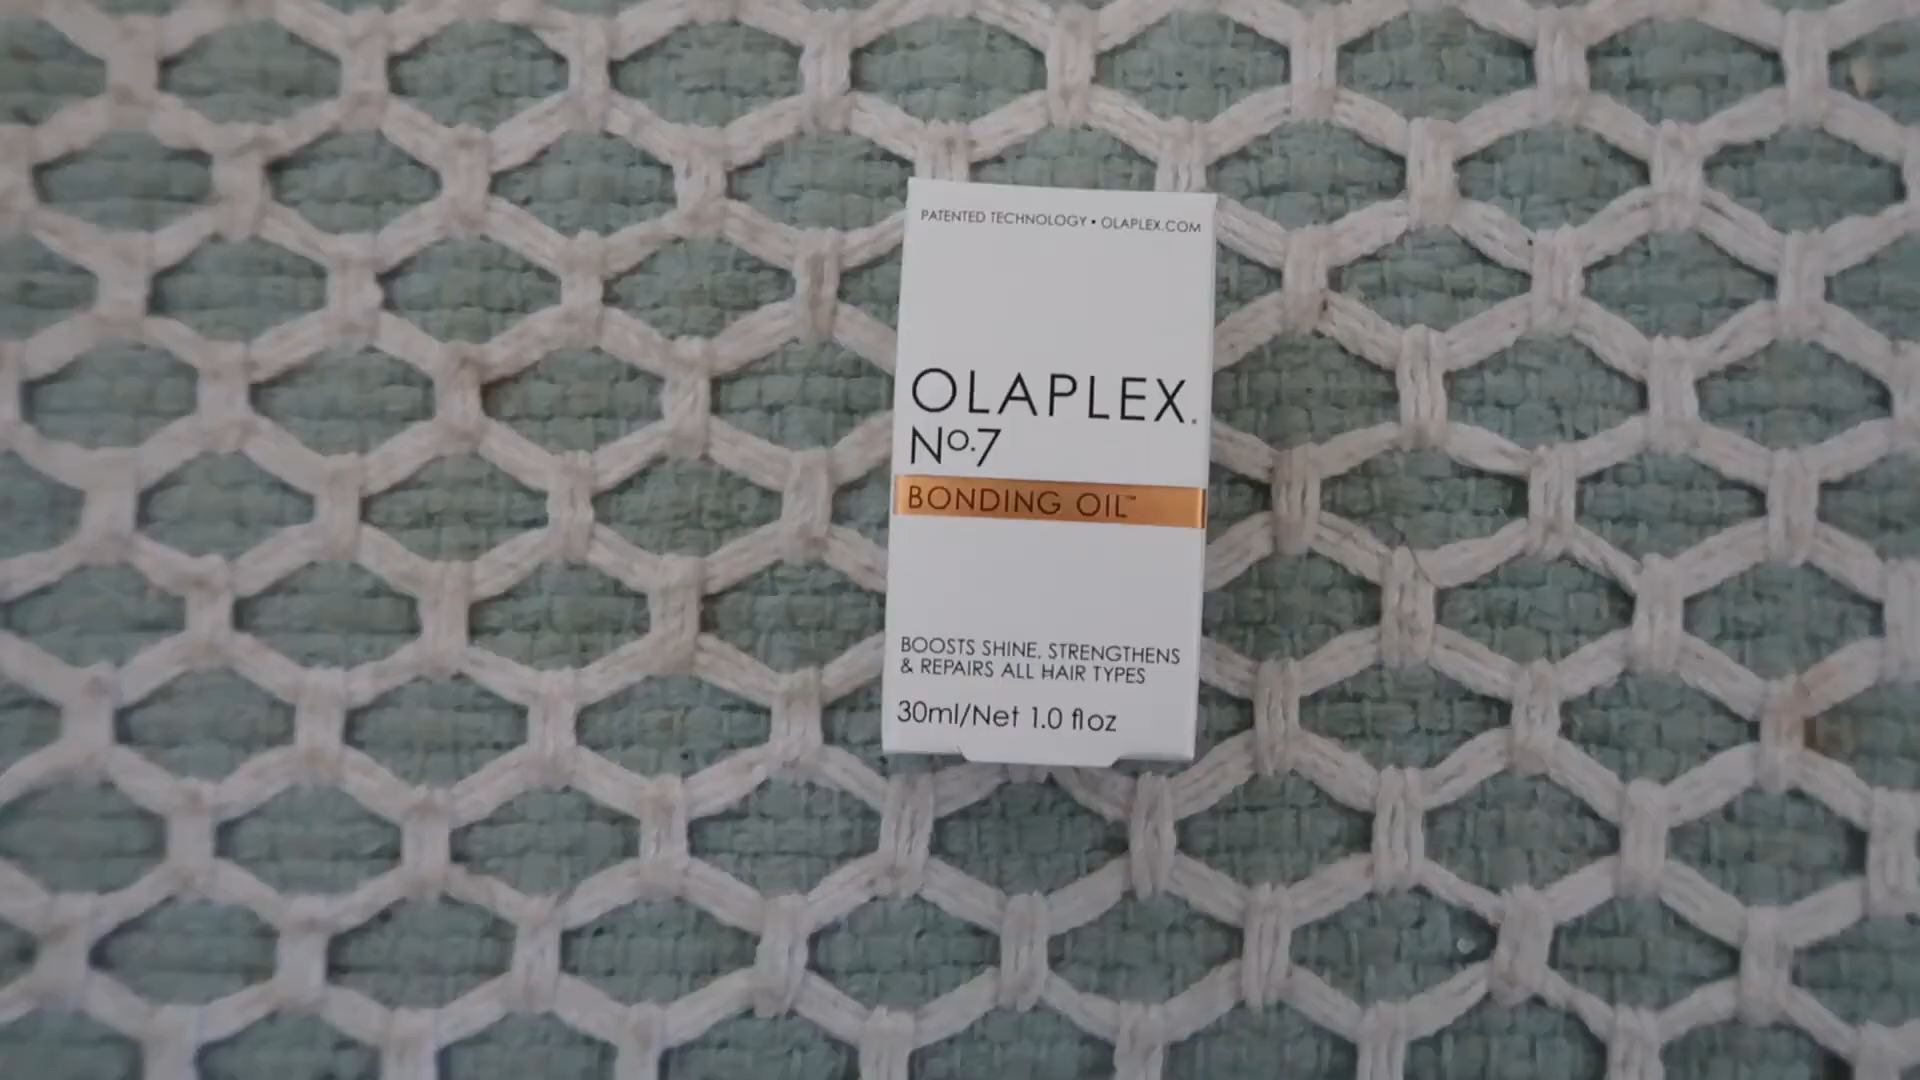 PATENTED TECHNOLOGY • OLAPLEX.COM
OLAPLEX.
Nº.7
BONDING OIL™
BOOSTS SHINE, STRENGTHENS
& REPAIRS ALL HAIR TYPES
30ml/Net 1.0 fl oz